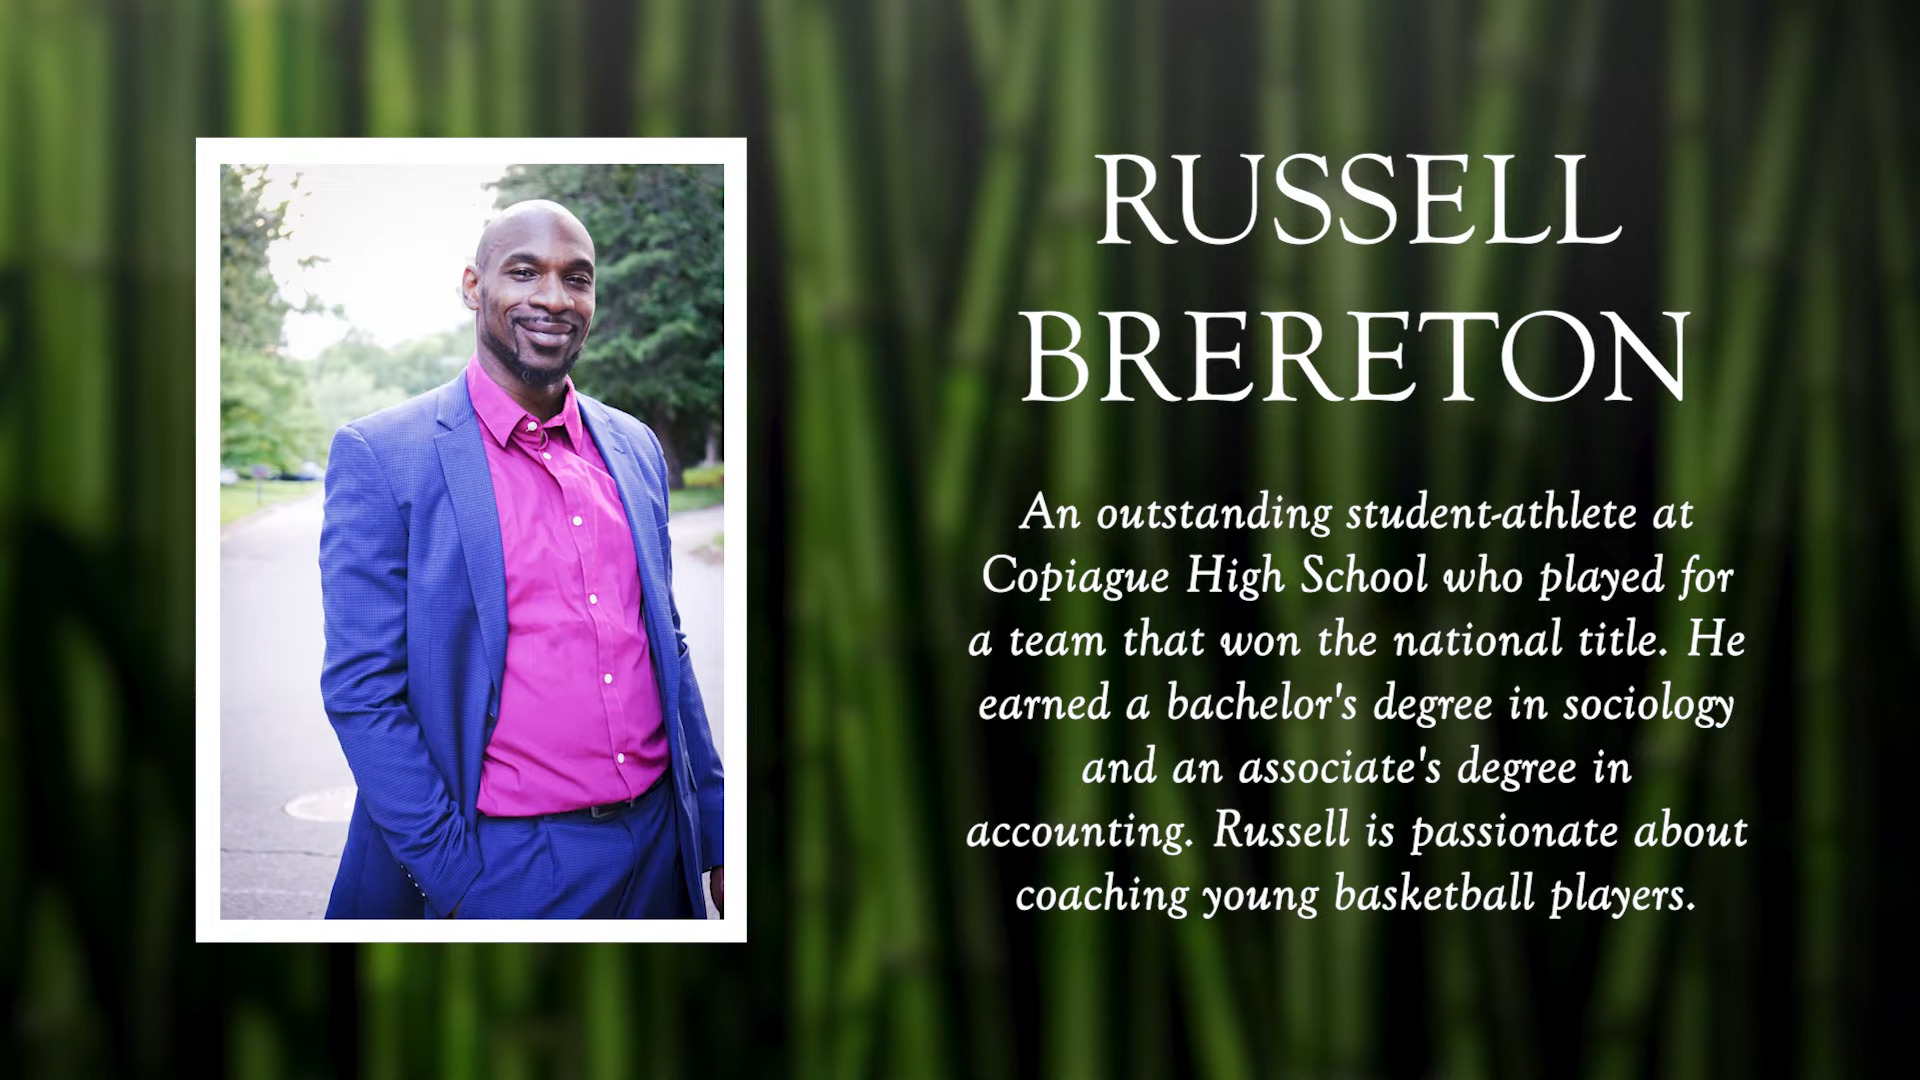 RUSSELL
BRERETON
An outstanding student-athlete at
Copiague High School who played for
a team that won the national title. He
earned a bachelor's degree in sociology
and an associate's degree in
accounting. Russell is passionate about
coaching young basketball players.